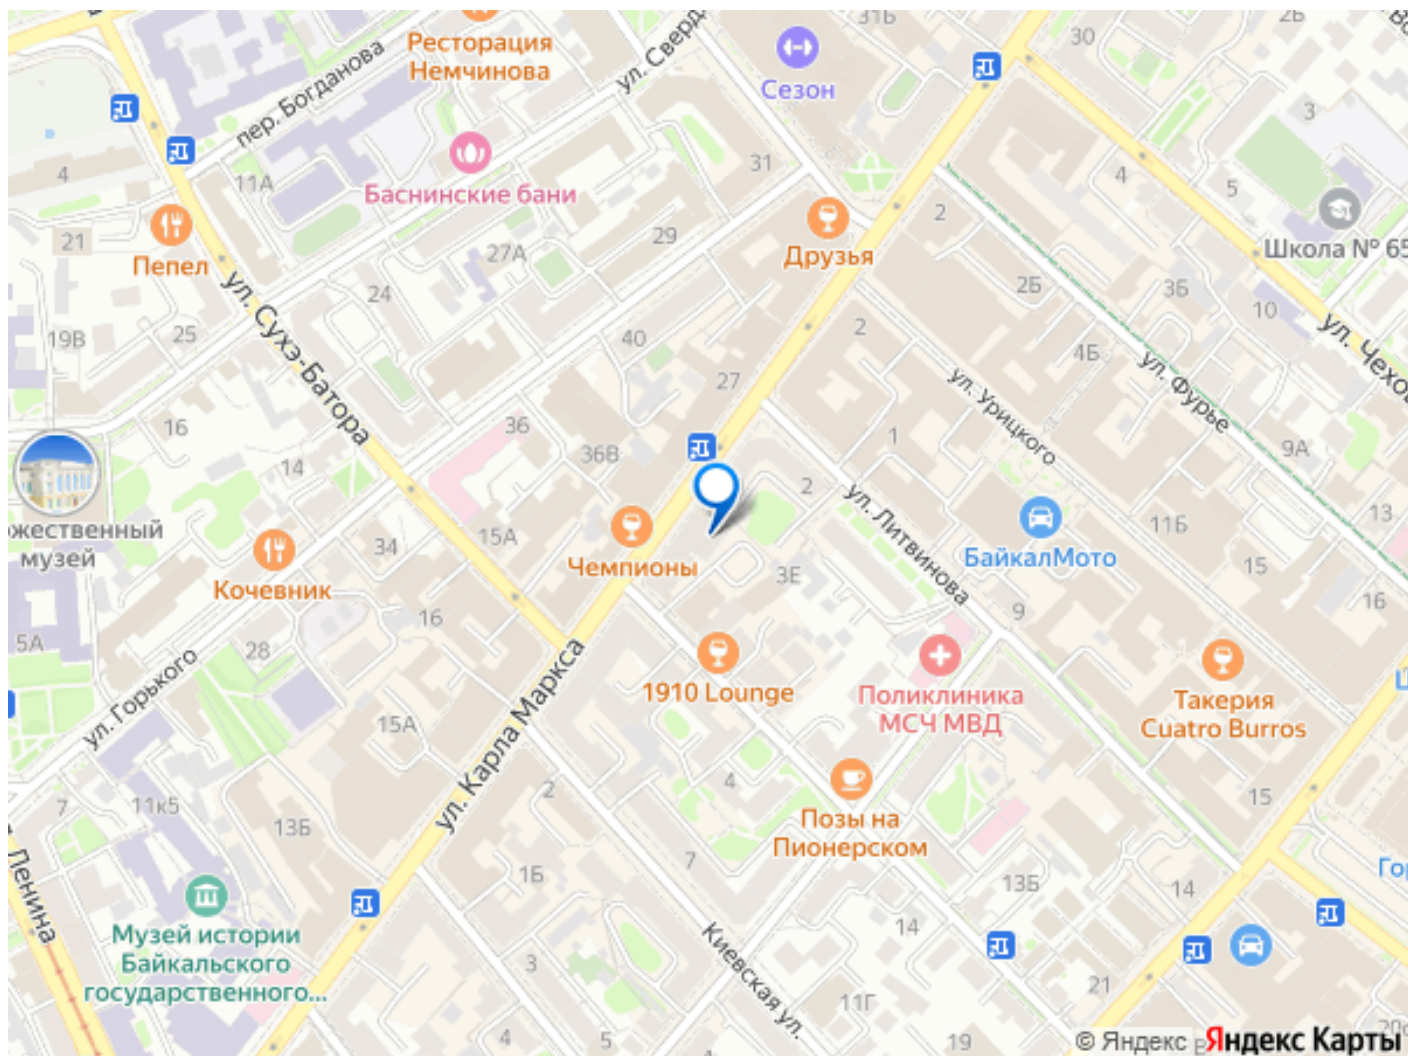 31Б
2Б
30
Ресторация
Немчинова
ул. Сверд
Сезон
пер. Богданова
3
31
4
4
5
11А
Баснинские бани
2
21
29
Друзья
Школа № 65
Пепел
27А
24
2Б
3Б
10
ул. Сухэ-Батора
19В
25
40
2
4Б
ул. Чехо
27
ул. Фурье
ул. Урицкого
16
36
1
36В
9А
14
2
ул. Литвинова
13
ожественный
музей
34
15А
11Б
Чемпионы
БайкалМото
15
Кочевник
3Е
16
16
9
5А
28
ул. Горького
1910 Lounge
Поликлиника
МСЧ МВД
Такерия
Cuatro Burros
15А
ул. Карла Маркса
4
2
7
11к5
13Б
15
Позы на
Пионерском
Ленина
7
1Б
13Б
14
Гор
14
Музей истории
Байкальского
государственного...
Киевская ул.
3
21
11Г
4
5
19
20
© Яндекс
Яндекс Карты